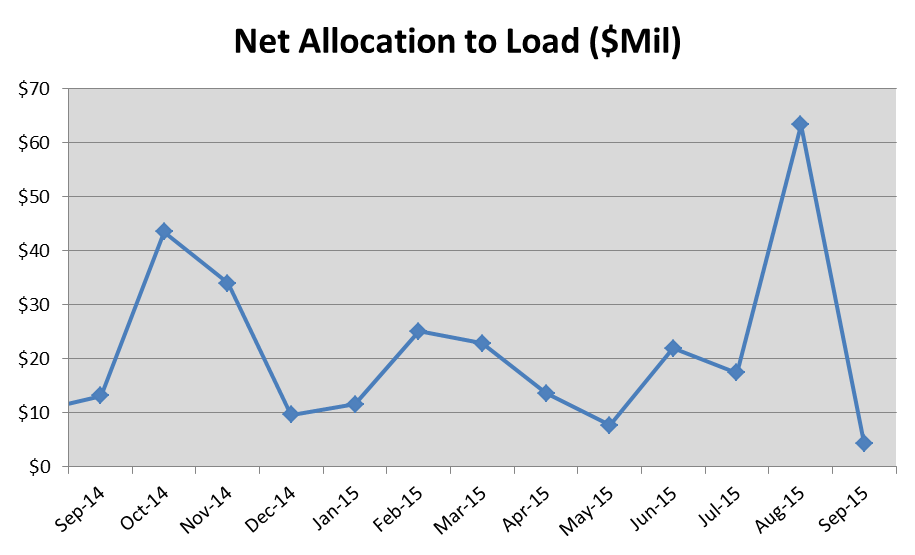 Net Allocation to Load ($Mil)
$70
$60
$50
$40
$30
$20
$10
$0
Sep-14
Oct-14
Nov-14
Dec-14
Jan-15
Feb-15
Mar-15
Apr-15
May-15
Jun-15
Jul-15
Aug-15
Sep-15